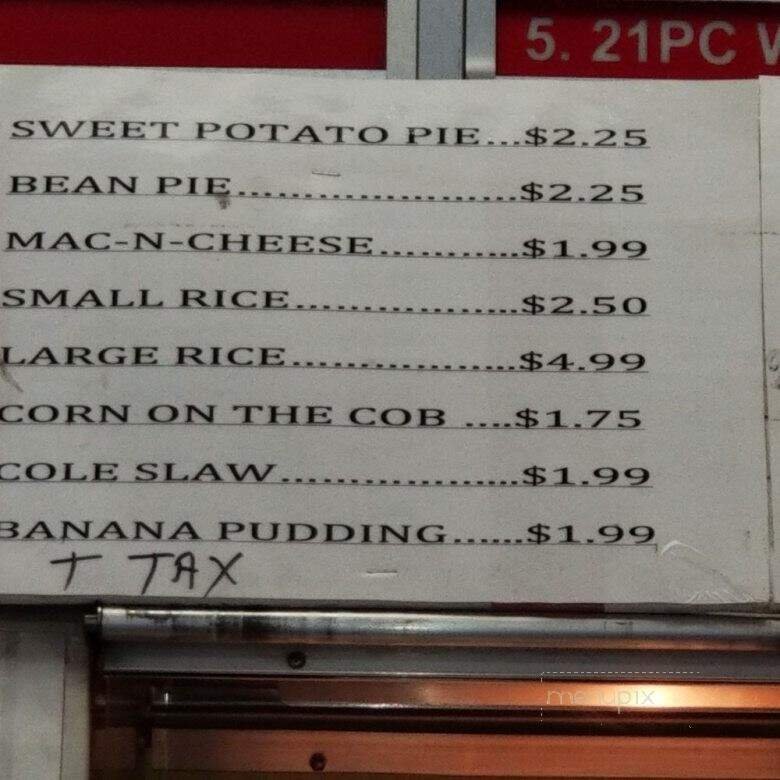 5. 21PC
SWEET POTATO PIE...$2.25
BEAN PIE.....................$2.25
MAC-N-CHEESE...........$1.99
SMALL RICE.................$2.50
LARGE RICE.................$4.99
CORN ON THE COB ....$1.75
COLE SLAW..................$1.99
BANANA PUDDING......$1.99
+ TAX
menupix